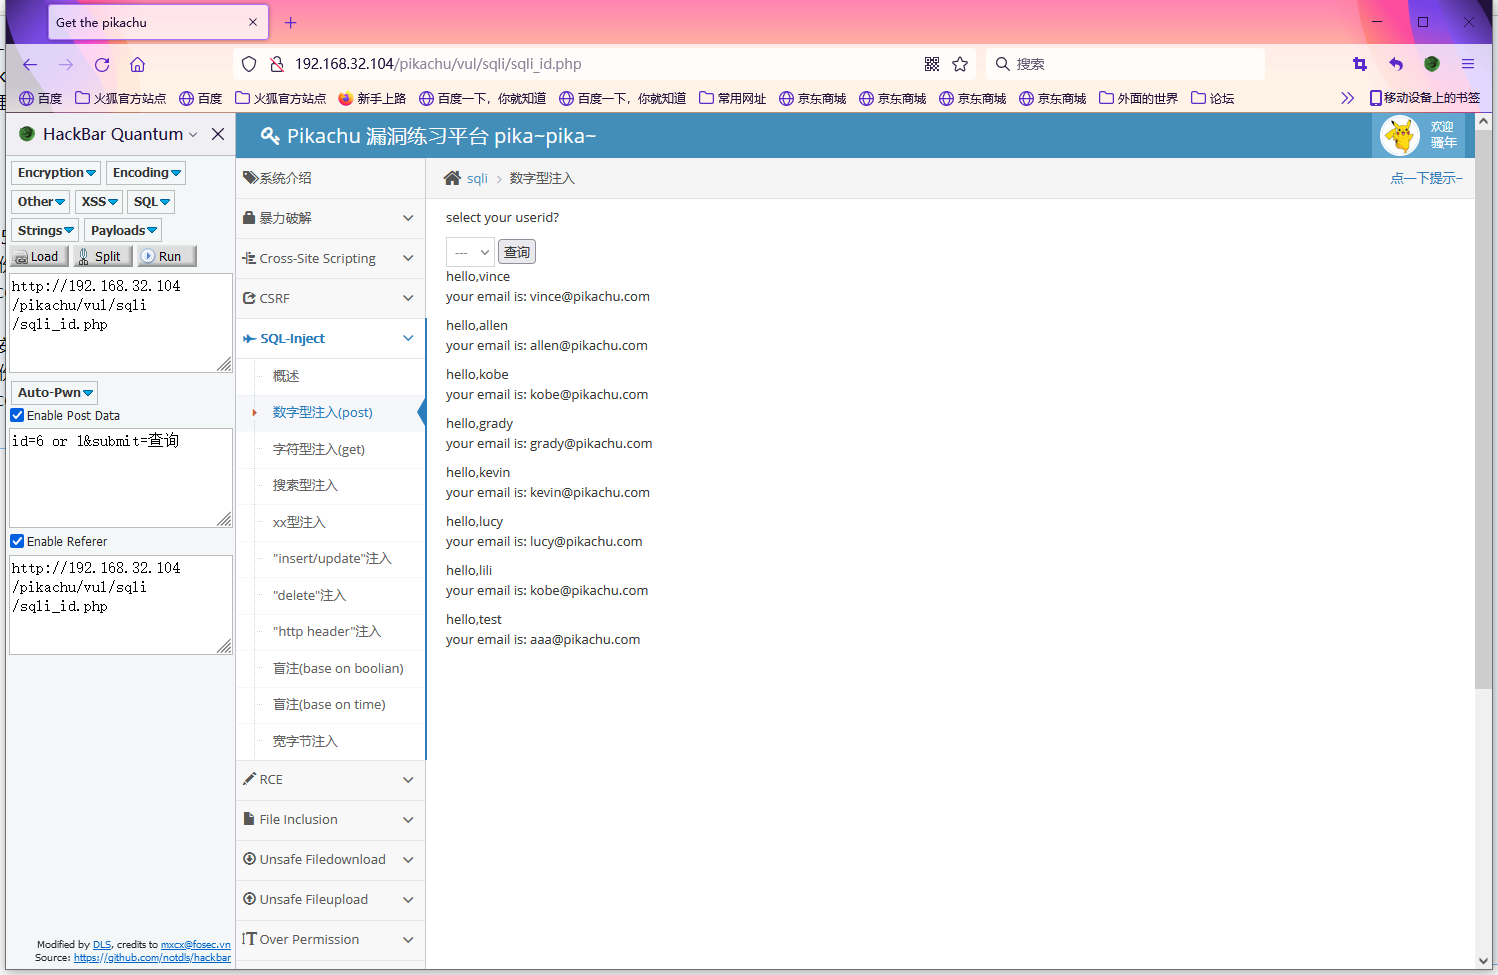 Get the pikachu
192.168.32.104/pikachu/vul/sqli/sqli_id.php
搜索
百度
火狐官方站点
百度
火狐官方站点
新手上路
百度一下，你就知道
百度一下，你就知道
常用网址
京东商城
京东商城
京东商城
京东商城
外面的世界
论坛
移动设备上的书签
HackBar Quantum
Encryption
Encoding
Other
XSS
SQL
Strings
Payloads
Load
Split
Run
http://192.168.32.104
/pikachu/vul/sqli
/sqli_id.php
Auto-Pwn
Enable Post Data
id=6 or 1&submit=查询
Enable Referer
http://192.168.32.104
/pikachu/vul/sqli
/sqli_id.php
Modified by DLS, credits to mxcx@fosec.vn
Source: https://github.com/notdls/hackbar
Pikachu 漏洞练习平台 pika~pika~
欢迎
骚年
系统介绍
暴力破解
Cross-Site Scripting
CSRF
SQL-Inject
概述
数字型注入(post)
字符型注入(get)
搜索型注入
xx型注入
"insert/update"注入
"delete"注入
"http header"注入
盲注(base on boolian)
盲注(base on time)
宽字节注入
RCE
File Inclusion
Unsafe Filedownload
Unsafe Fileupload
Over Permission
sqli
数字型注入
点一下提示~
select your userid?
---
查询
hello,vince
your email is: vince@pikachu.com
hello,allen
your email is: allen@pikachu.com
hello,kobe
your email is: kobe@pikachu.com
hello,grady
your email is: grady@pikachu.com
hello,kevin
your email is: kevin@pikachu.com
hello,lucy
your email is: lucy@pikachu.com
hello,lili
your email is: kobe@pikachu.com
hello,test
your email is: aaa@pikachu.com